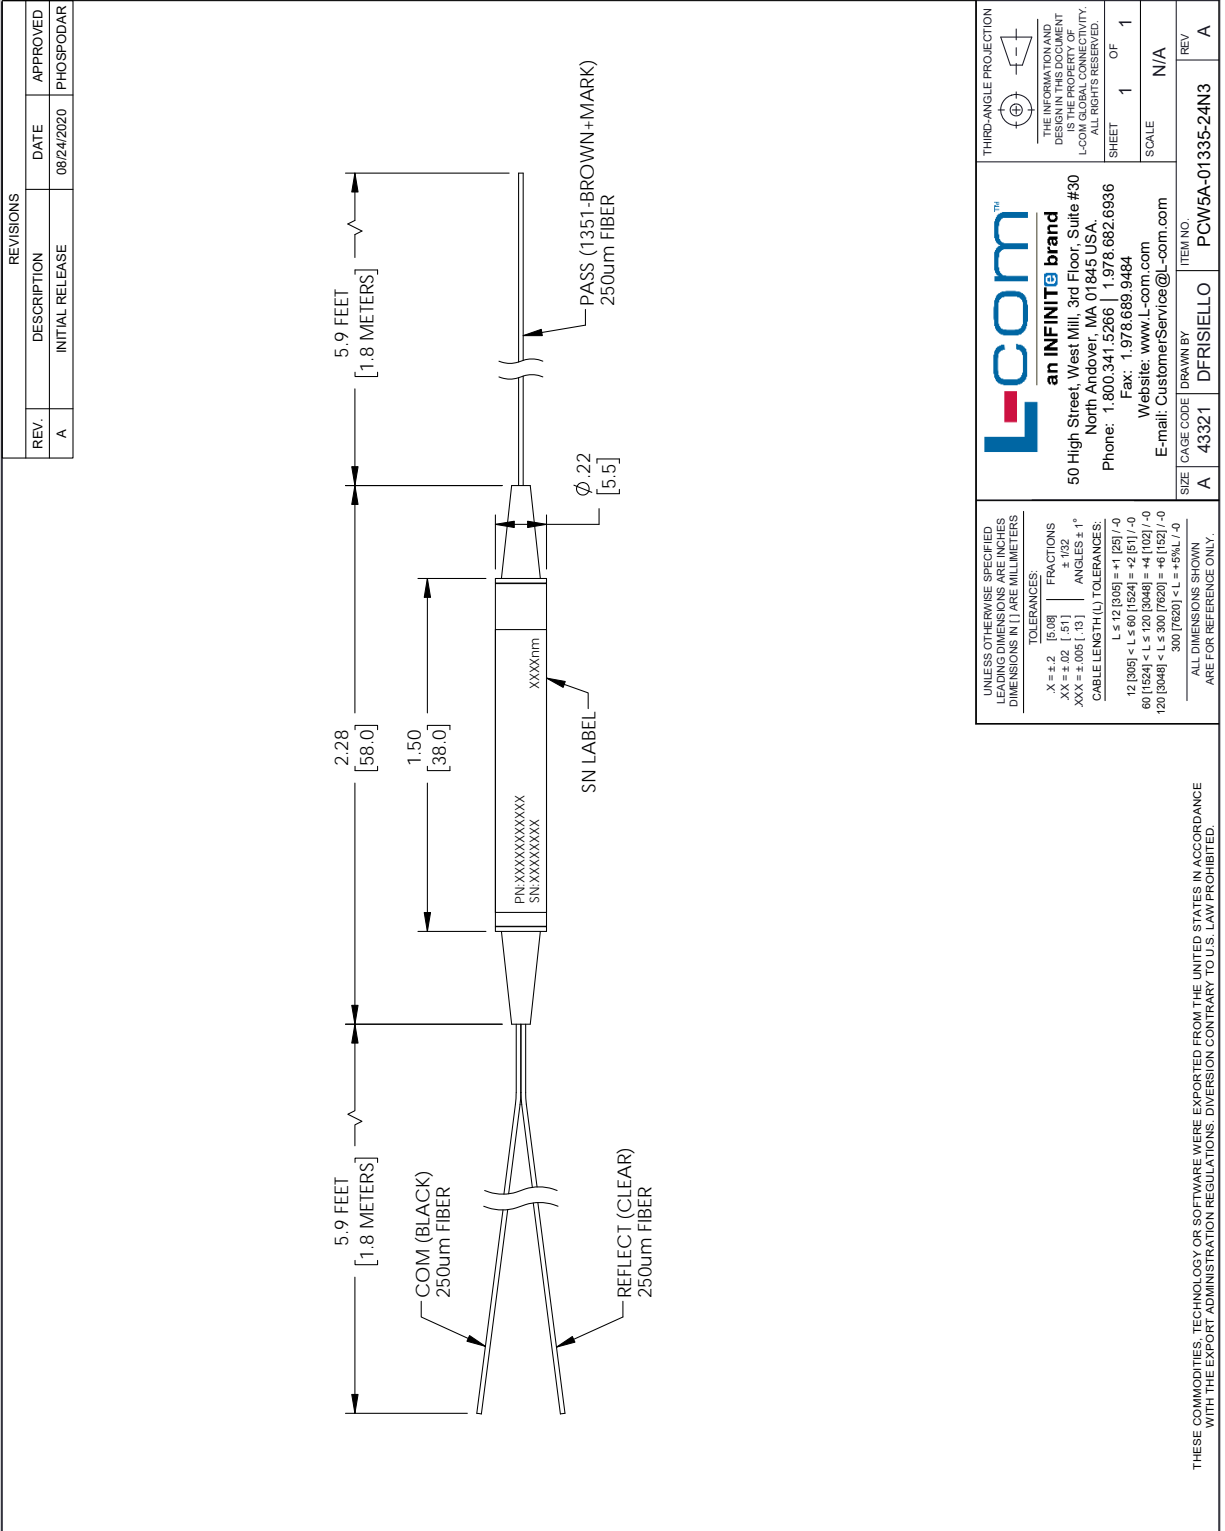 REVISIONS
REV. DESCRIPTION DATE APPROVED
A INITIAL RELEASE 08/24/2020 PHOSPODAR
5.9 FEET
[1.8 METERS]
2.28
[58.0]
5.9 FEET
[1.8 METERS]
1.50
[38.0]
COM (BLACK)
250um FIBER
PN:XXXXXXXXXXX
SN:XXXXXXXX
XXXXnm
Ø.22
[5.5]
PASS (1351-BROWN+MARK)
250um FIBER
SN LABEL
REFLECT (CLEAR)
250um FIBER
UNLESS OTHERWISE SPECIFIED
LEADING DIMENSIONS ARE INCHES
DIMENSIONS IN [ ] ARE MILLIMETERS
TOLERANCES:
.X = ± .2 [5.08] FRACTIONS
.XX = ± .02 [ .51] ± 1/32
.XXX = ± .005 [ .13 ] ANGLES ± 1°
CABLE LENGTH (L) TOLERANCES:
L ≤ 12 [305] = +1 [25] / -0
12 [305] < L ≤ 60 [1524] = +2 [51] / -0
60 [1524] < L ≤ 120 [3048] = +4 [102] / -0
120 [3048] < L ≤ 300 [7620] = +6 [152] / -0
300 [7620] < L = +5%L / -0
ALL DIMENSIONS SHOWN
ARE FOR REFERENCE ONLY.
L-com™
an INFINITe brand
50 High Street, West Mill, 3rd Floor, Suite #30
North Andover, MA 01845 USA.
Phone: 1.800.341.5266 | 1.978.682.6936
Fax: 1.978.689.9484
Website: www.L-com.com
E-mail: CustomerService@L-com.com
THIRD-ANGLE PROJECTION
THE INFORMATION AND
DESIGN IN THIS DOCUMENT
IS THE PROPERTY OF
L-COM GLOBAL CONNECTIVITY.
ALL RIGHTS RESERVED.
SHEET 1 OF 1
SCALE N/A
SIZE A
CAGE CODE 43321
DRAWN BY DFRISIELLO
ITEM NO. PCW5A-01335-24N3
REV A
THESE COMMODITIES, TECHNOLOGY OR SOFTWARE WERE EXPORTED FROM THE UNITED STATES IN ACCORDANCE
WITH THE EXPORT ADMINISTRATION REGULATIONS. DIVERSION CONTRARY TO U.S. LAW PROHIBITED.